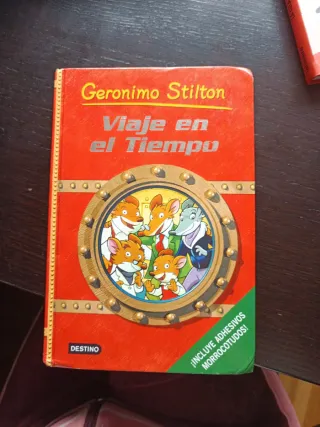 Geronimo Stilton
Viaje en
el Tiempo
DESTINO
¡INCLUYE ADHESIVOS
MORROCOTUDOS!